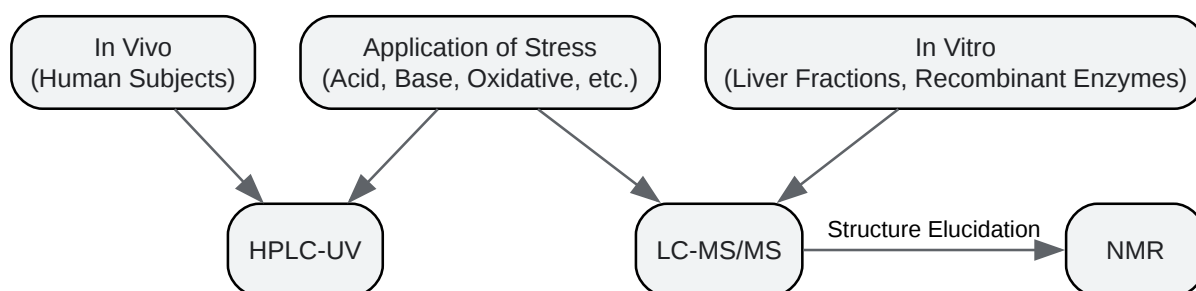 In Vivo
(Human Subjects)
Application of Stress
(Acid, Base, Oxidative, etc.)
In Vitro
(Liver Fractions, Recombinant Enzymes)
HPLC-UV
LC-MS/MS
Structure Elucidation
NMR